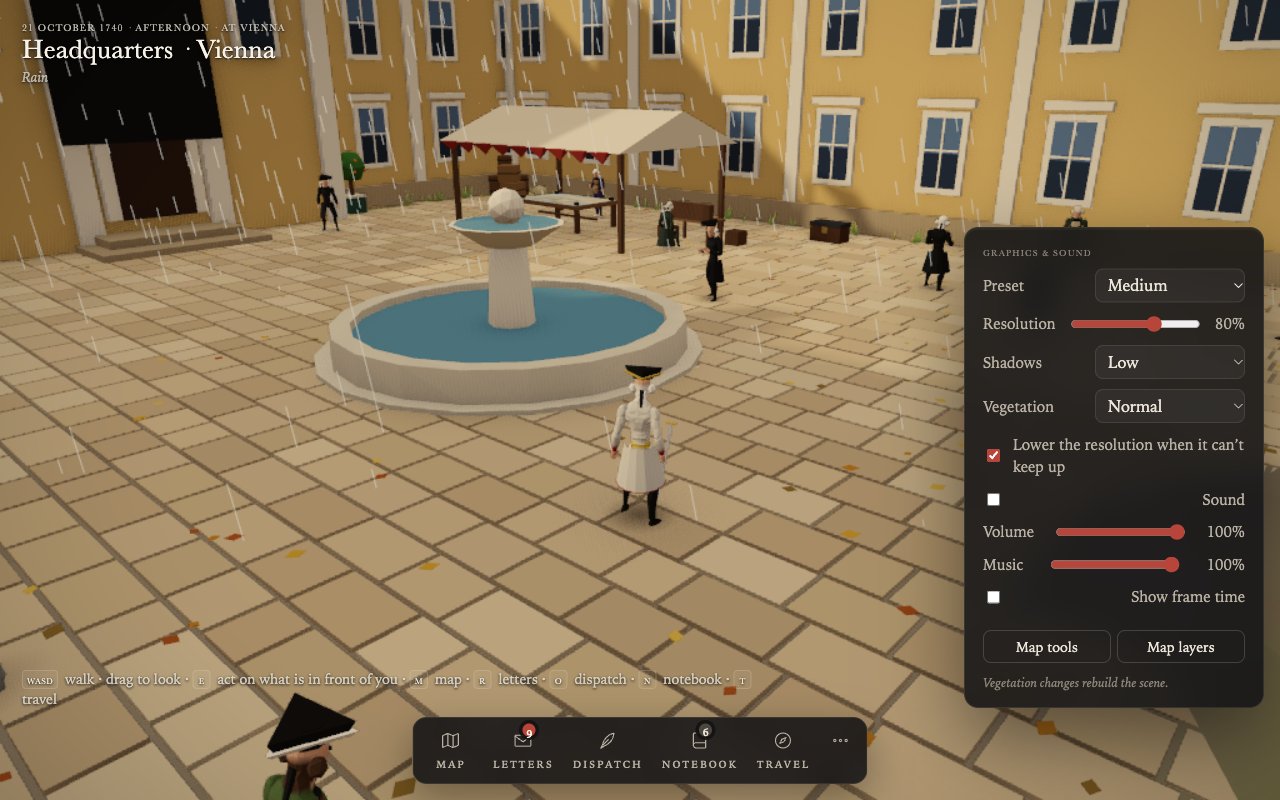 21 OCTOBER 1740 · AFTERNOON · AT VIENNA
Headquarters · Vienna
Rain
GRAPHICS & SOUND
Preset Medium
Resolution 80%
Shadows Low
Vegetation Normal
Lower the resolution when it can't
keep up
Sound
Volume 100%
Music 100%
Show frame time
Map tools Map layers
Vegetation changes rebuild the scene.
WASD walk · drag to look · E act on what is in front of you · M map · R letters · O dispatch · N notebook · T
travel
9 6
MAP LETTERS DISPATCH NOTEBOOK TRAVEL